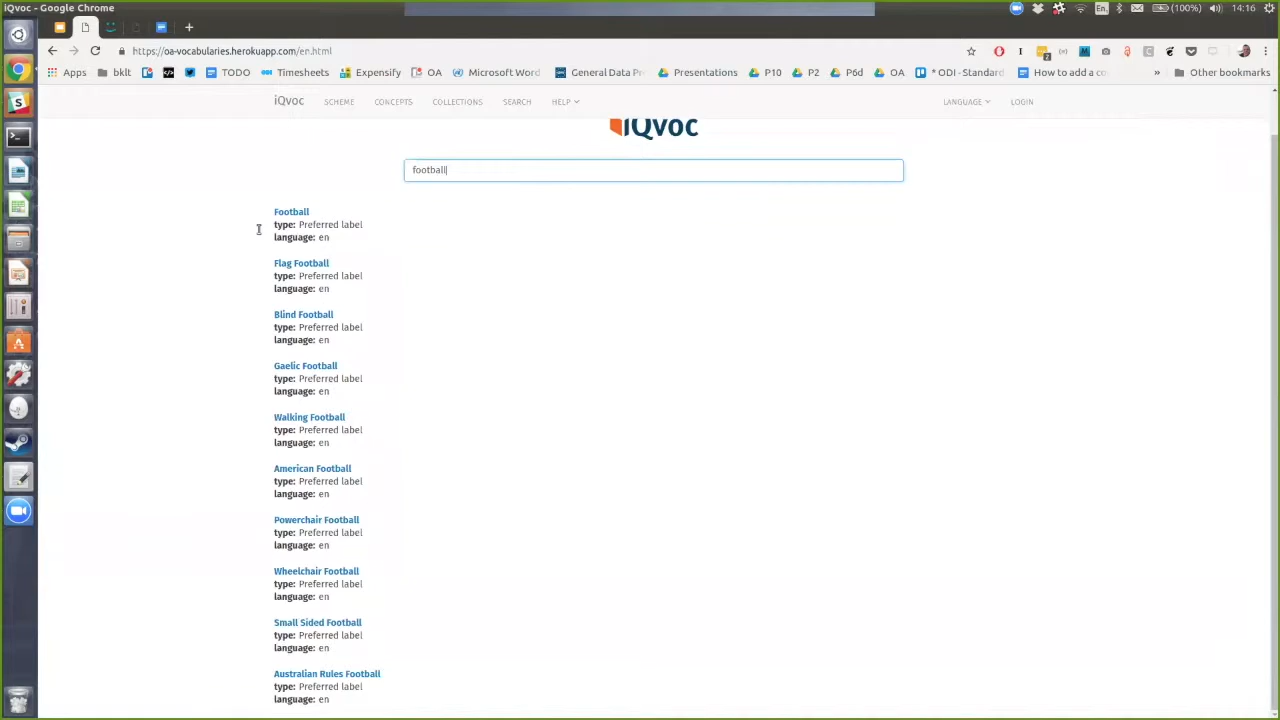 iQvoc - Google Chrome
En
(100%)
14:16
https://oa-vocabularies.herokuapp.com/en.html
Apps
bklt
TODO
Timesheets
Expensify
OA
Microsoft Word
General Data Pr
Presentations
P10
P2
P6d
OA
* ODI - Standard
How to add a co
»
Other bookmarks
iQvoc
SCHEME
CONCEPTS
COLLECTIONS
SEARCH
HELP
LANGUAGE
LOGIN
iQvoc
football
Football
type: Preferred label
language: en
Flag Football
type: Preferred label
language: en
Blind Football
type: Preferred label
language: en
Gaelic Football
type: Preferred label
language: en
Walking Football
type: Preferred label
language: en
American Football
type: Preferred label
language: en
Powerchair Football
type: Preferred label
language: en
Wheelchair Football
type: Preferred label
language: en
Small Sided Football
type: Preferred label
language: en
Australian Rules Football
type: Preferred label
language: en